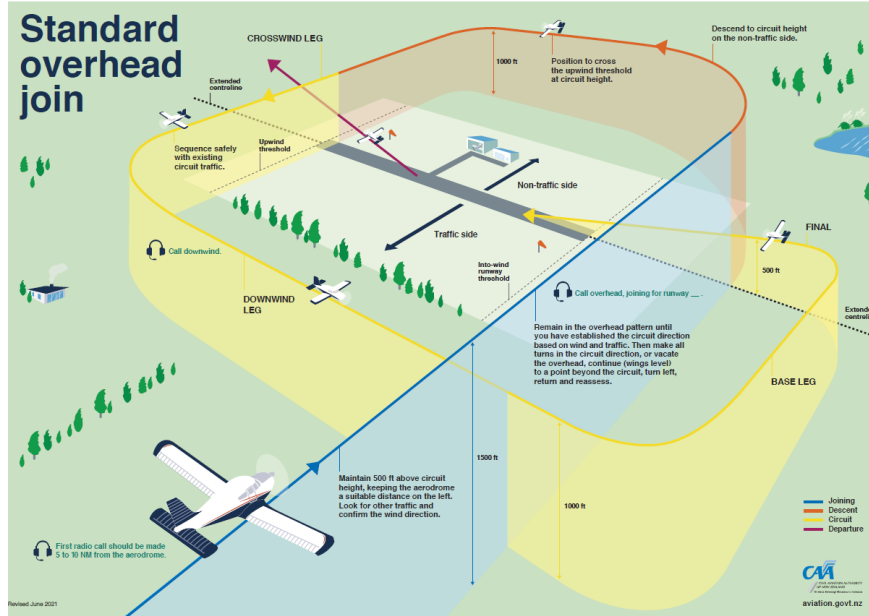 Standard
overhead
join
CROSSWIND LEG
Extended
centreline
1000 ft
Position to cross
the upwind threshold
at circuit height.
Descend to circuit height
on the non-traffic side.
Sequence safely
with existing
circuit traffic.
Upwind
threshold
Non-traffic side
Traffic side
FINAL
500 ft
Call downwind.
Into-wind
runway
threshold
DOWNWIND
LEG
Call overhead, joining for runway __ .
Extended
centreline
Remain in the overhead pattern until
you have established the circuit direction
based on wind and traffic. Then make all
turns in the circuit direction, or vacate
the overhead, continue (wings level)
to a point beyond the circuit, turn left,
return and reassess.
BASE LEG
1500 ft
1000 ft
Maintain 500 ft above circuit
height, keeping the aerodrome
a suitable distance on the left.
Look for other traffic and
confirm the wind direction.
First radio call should be made
5 to 10 NM from the aerodrome.
Joining
Descent
Circuit
Departure
CAA
Revised June 2021
aviation.govt.nz